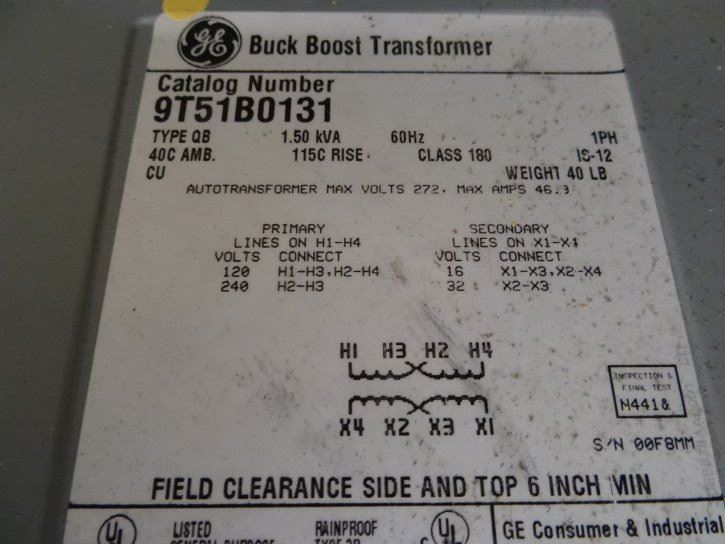 GE Buck Boost Transformer
Catalog Number
9T51B0131
TYPE QB 1.50 kVA 60Hz 1PH
40C AMB. 115C RISE CLASS 180 IS-12
CU WEIGHT 40 LB
AUTOTRANSFORMER MAX VOLTS 272, MAX AMPS 46.3
PRIMARY SECONDARY
LINES ON H1-H4 LINES ON X1-X4
VOLTS CONNECT VOLTS CONNECT
120 H1-H3,H2-H4 16 X1-X3,X2-X4
240 H2-H3 32 X2-X3
H1 H3 H2 H4
X4 X2 X3 X1
INSPECTION &
FINAL TEST
N441&
S/N 00F8MM
FIELD CLEARANCE SIDE AND TOP 6 INCH MIN
UL LISTED RAINPROOF C UL GE Consumer & Industrial
GENERAL PURPOSE TYPE 3R